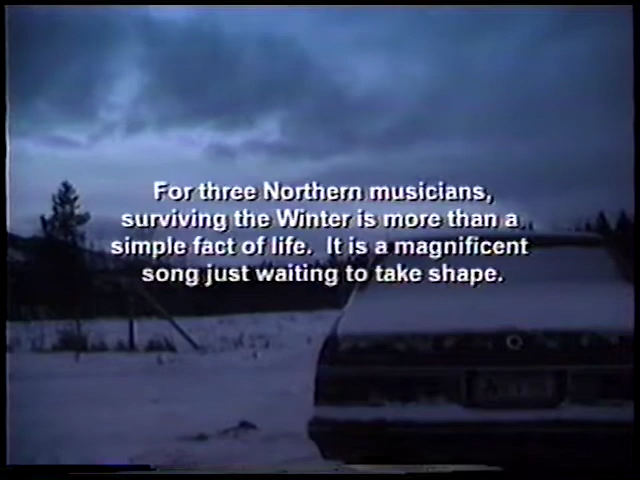 For three Northern musicians,
surviving the Winter is more than a
simple fact of life.  It is a magnificent
song just waiting to take shape.